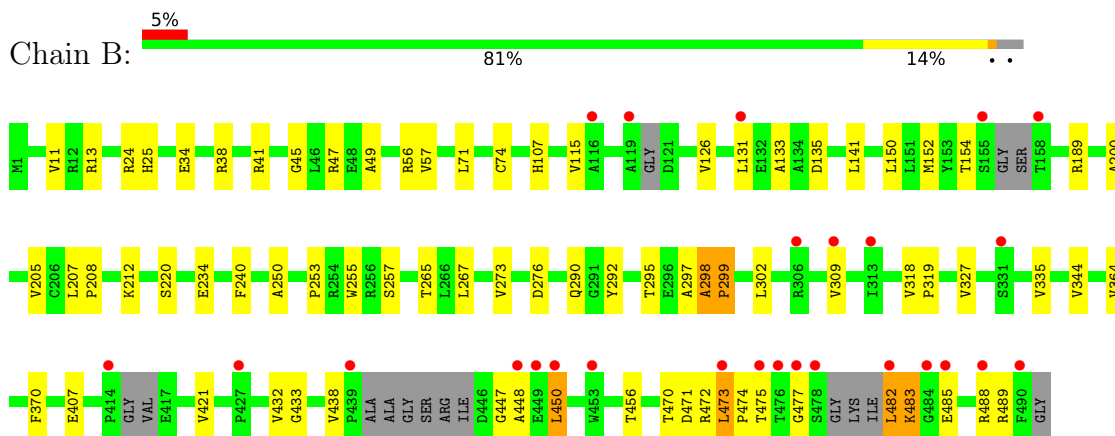 5%
Chain B:
81% 14% • •
M1 V11 R12 R13 R24 H25 E34 R38 R41 G45 L46 R47 E48 A49 R56 V57 L71 C74 H107 V115 A116 A119 GLY D121 V126 L131 E132 A133 A134 D135 L141 L150 L151 M152 Y153 T154 S155 GLY SER T158 R189 A200
V205 C206 L207 P208 K212 S220 E234 F240 A250 P253 R254 W255 R256 S257 T265 L266 L267 V273 D276 Q290 G291 Y292 T295 E296 A297 A298 P299 L302 R306 V309 I313 V318 P319 V327 S331 V335 V344 V364
F370 E407 P414 GLY VAL E417 V421 P427 V432 G433 V438 P439 ALA ALA GLY SER ARG ILE D446 G447 A448 E449 L450 W453 T456 T470 D471 R472 L473 P474 T475 T476 G477 S478 GLY LYS ILE L482 K483 G484 E485 R488 R489 F490 GLY